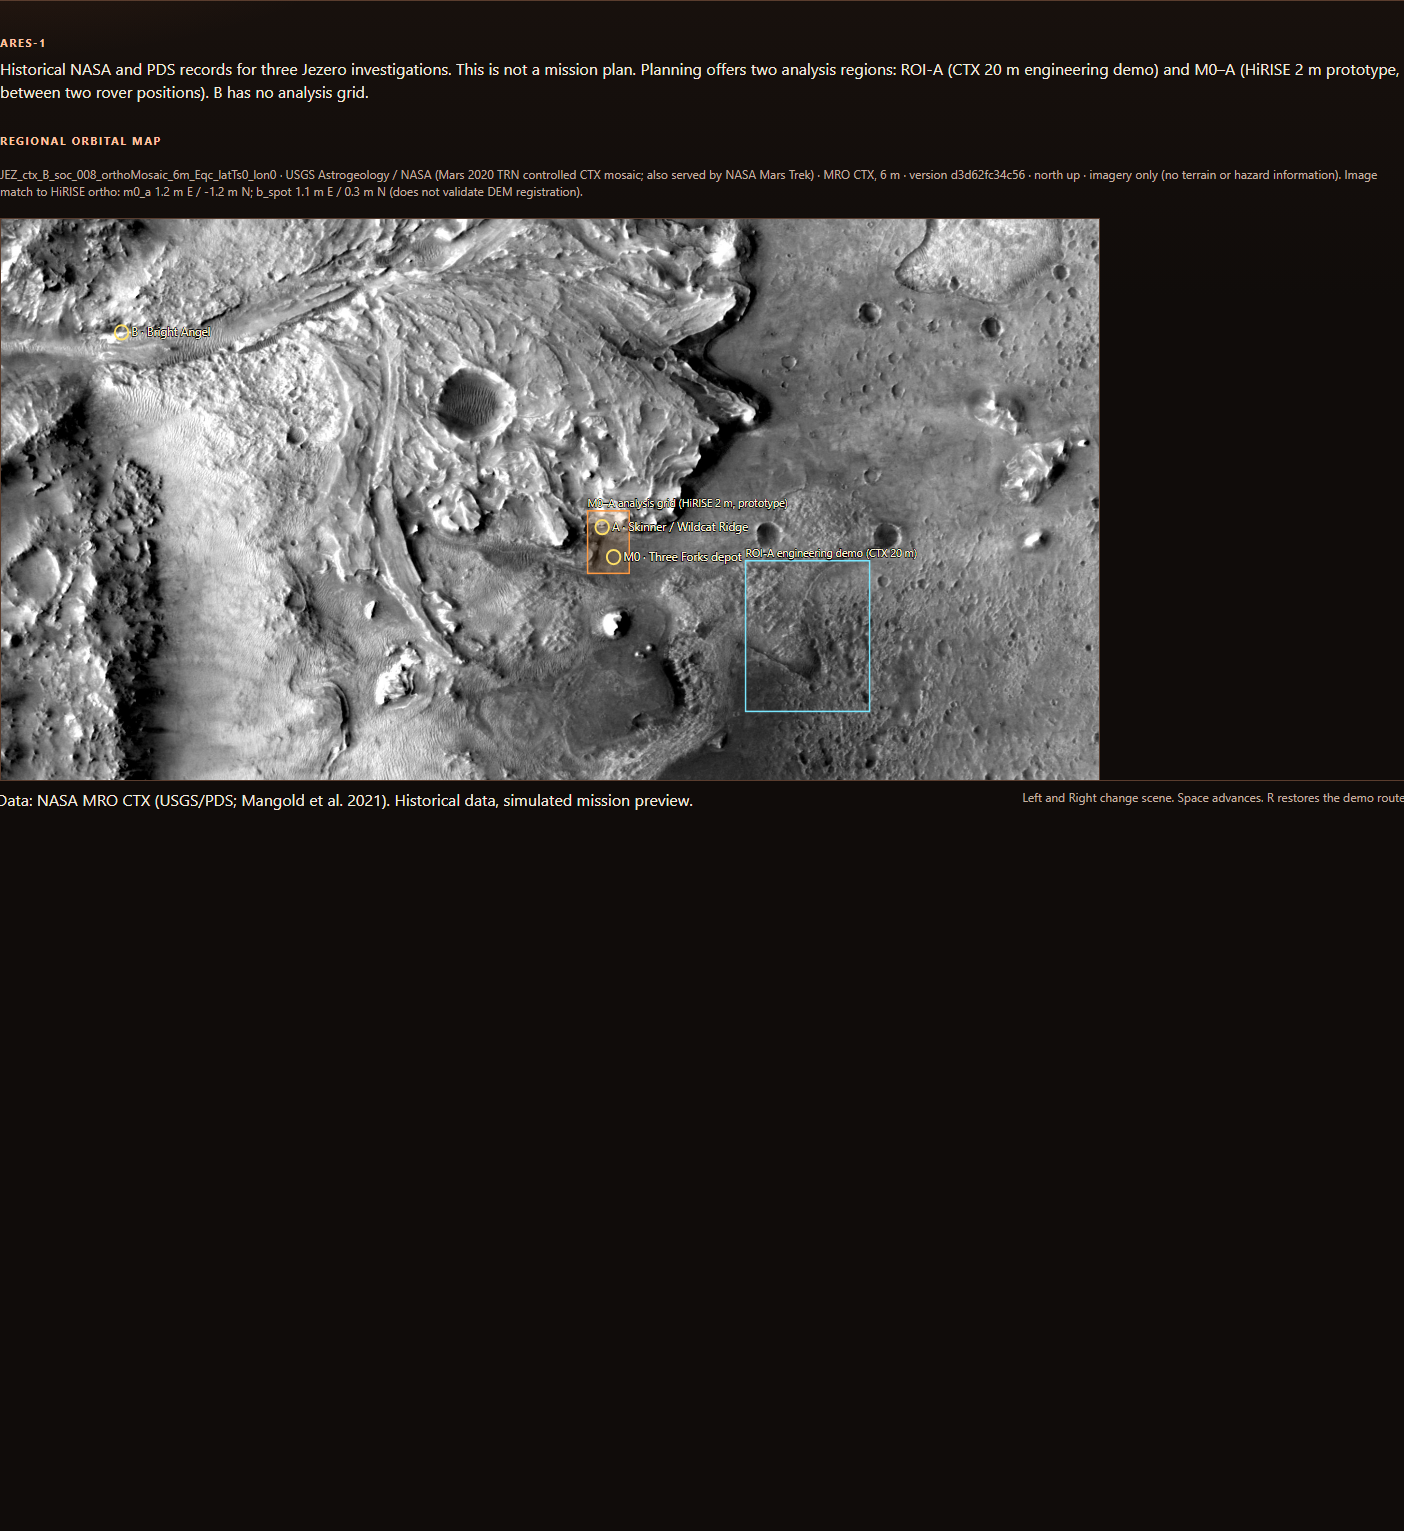 ARES-1
Historical NASA and PDS records for three Jezero investigations. This is not a mission plan. Planning offers two analysis regions: ROI-A (CTX 20 m engineering demo) and M0–A (HiRISE 2 m prototype,
between two rover positions). B has no analysis grid.
REGIONAL ORBITAL MAP
JEZ_ctx_B_soc_008_orthoMosaic_6m_Eqc_latTs0_lon0 · USGS Astrogeology / NASA (Mars 2020 TRN controlled CTX mosaic; also served by NASA Mars Trek) · MRO CTX, 6 m · version d3d62fc34c56 · north up · imagery only (no terrain or hazard information). Image
match to HiRISE ortho: m0_a 1.2 m E / -1.2 m N; b_spot 1.1 m E / 0.3 m N (does not validate DEM registration).
B · Bright Angel
M0–A analysis grid (HiRISE 2 m, prototype)
A · Skinner / Wildcat Ridge
M0 · Three Forks depot
ROI-A engineering demo (CTX 20 m)
Data: NASA MRO CTX (USGS/PDS; Mangold et al. 2021). Historical data, simulated mission preview.
Left and Right change scene. Space advances. R restores the demo route